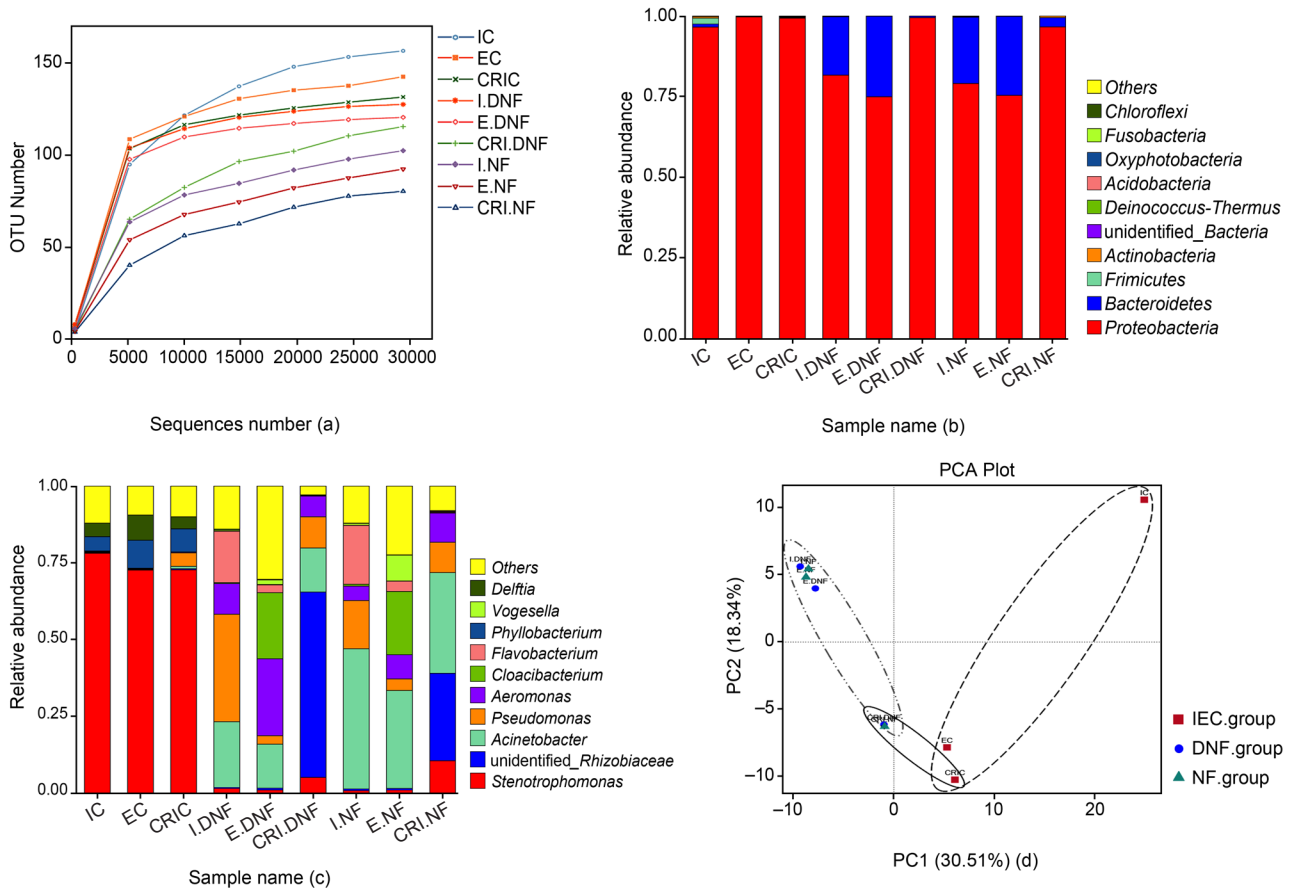 OTU Number
150
100
50
0
0 5000 10000 15000 20000 25000 30000
Sequences number (a)
IC
EC
CRIC
I.DNF
E.DNF
CRI.DNF
I.NF
E.NF
CRI.NF
Relative abundance
1.00
0.75
0.50
0.25
0.00
IC EC CRIC I.DNF E.DNF CRI.DNF I.NF E.NF CRI.NF
Sample name (b)
Others
Chloroflexi
Fusobacteria
Oxyphotobacteria
Acidobacteria
Deinococcus-Thermus
unidentified_Bacteria
Actinobacteria
Frimicutes
Bacteroidetes
Proteobacteria
Relative abundance
1.00
0.75
0.50
0.25
0.00
IC EC CRIC I.DNF E.DNF CRI.DNF I.NF E.NF CRI.NF
Sample name (c)
Others
Delftia
Vogesella
Phyllobacterium
Flavobacterium
Cloacibacterium
Aeromonas
Pseudomonas
Acinetobacter
unidentified_Rhizobiaceae
Stenotrophomonas
PCA Plot
PC2 (18.34%)
10
5
0
−5
−10
IC
I.DNF
E.DNF
EC
CRIC
−10 0 10 20
PC1 (30.51%) (d)
IEC.group
DNF.group
NF.group